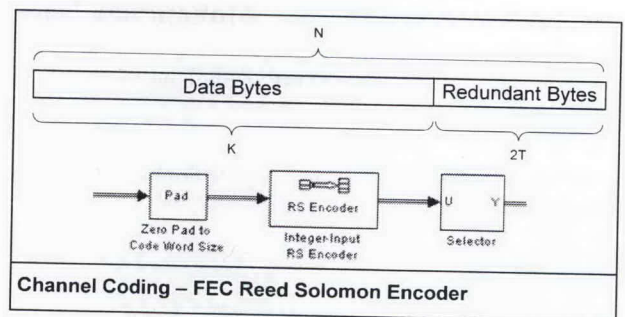 N
Data Bytes
Redundant Bytes
K
2T
Pad
RS Encoder
U Y
Zero Pad to
Code Word Size
Integer-Input
RS Encoder
Selector
Channel Coding – FEC Reed Solomon Encoder